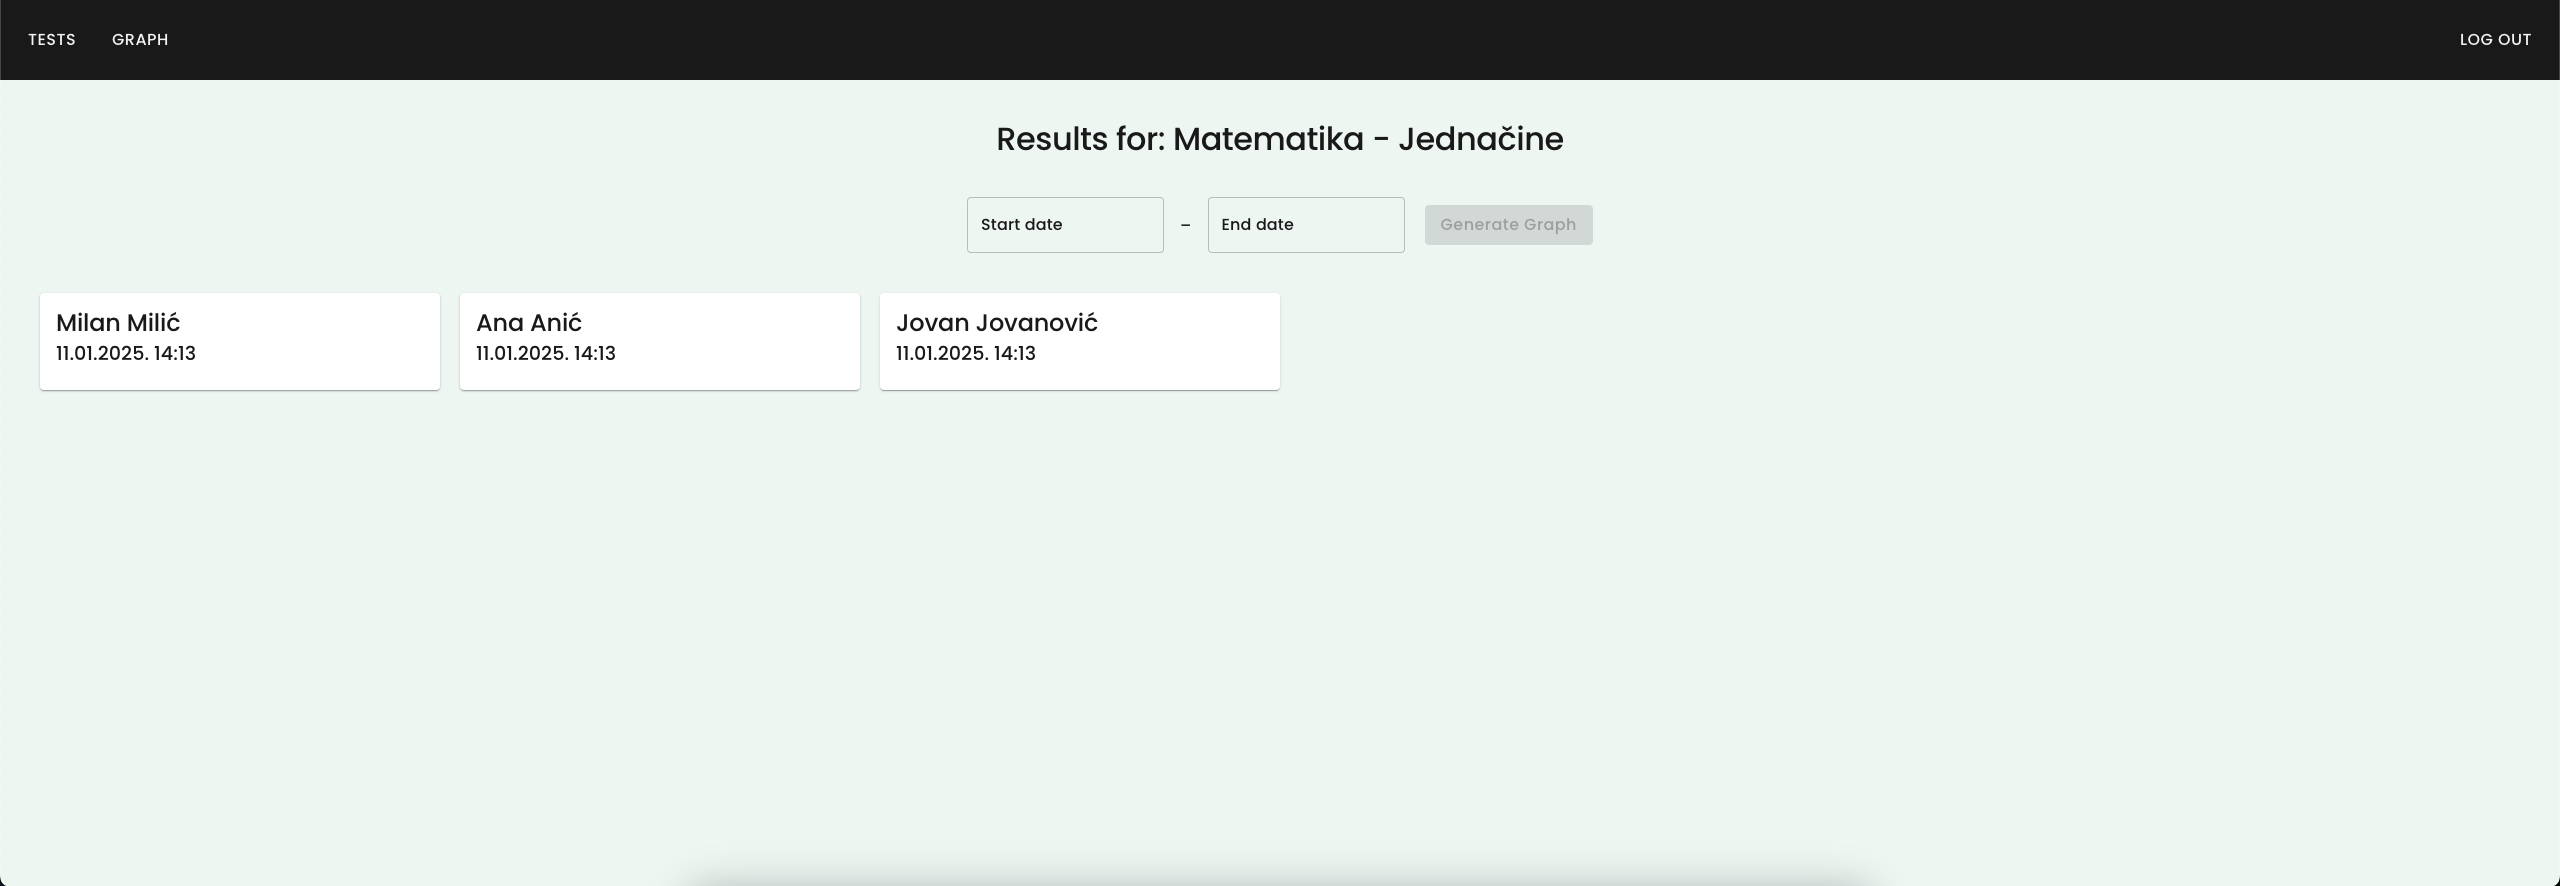 TESTS GRAPH LOG OUT
Results for: Matematika - Jednačine
Start date – End date Generate Graph
Milan Milić
11.01.2025. 14:13
Ana Anić
11.01.2025. 14:13
Jovan Jovanović
11.01.2025. 14:13